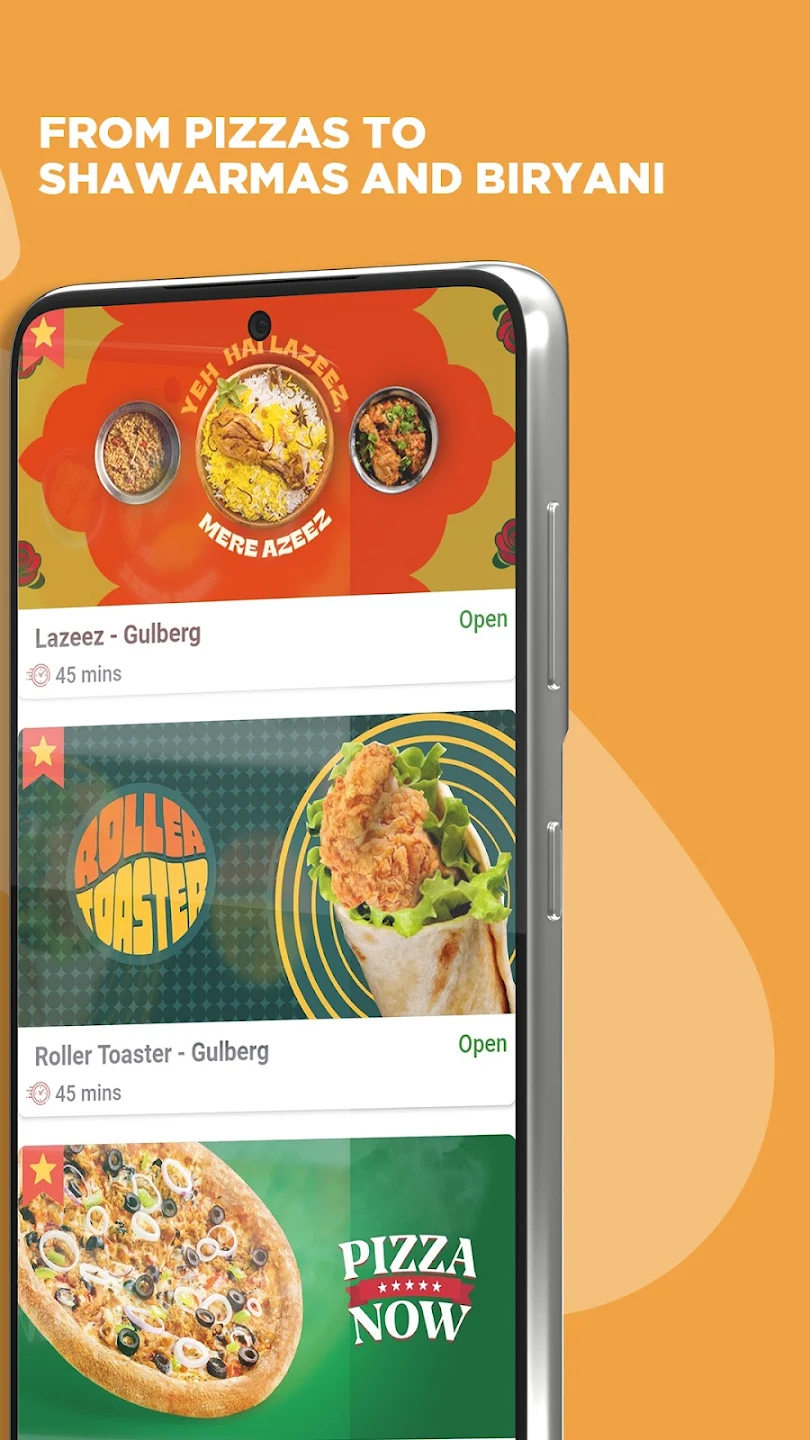 FROM PIZZAS TO
SHAWARMAS AND BIRYANI
YEH HAI LAZEEZ,
MERE AZEEZ
Lazeez - Gulberg
Open
45 mins
ROLLER
TOASTER
Roller Toaster - Gulberg
Open
45 mins
PIZZA
NOW